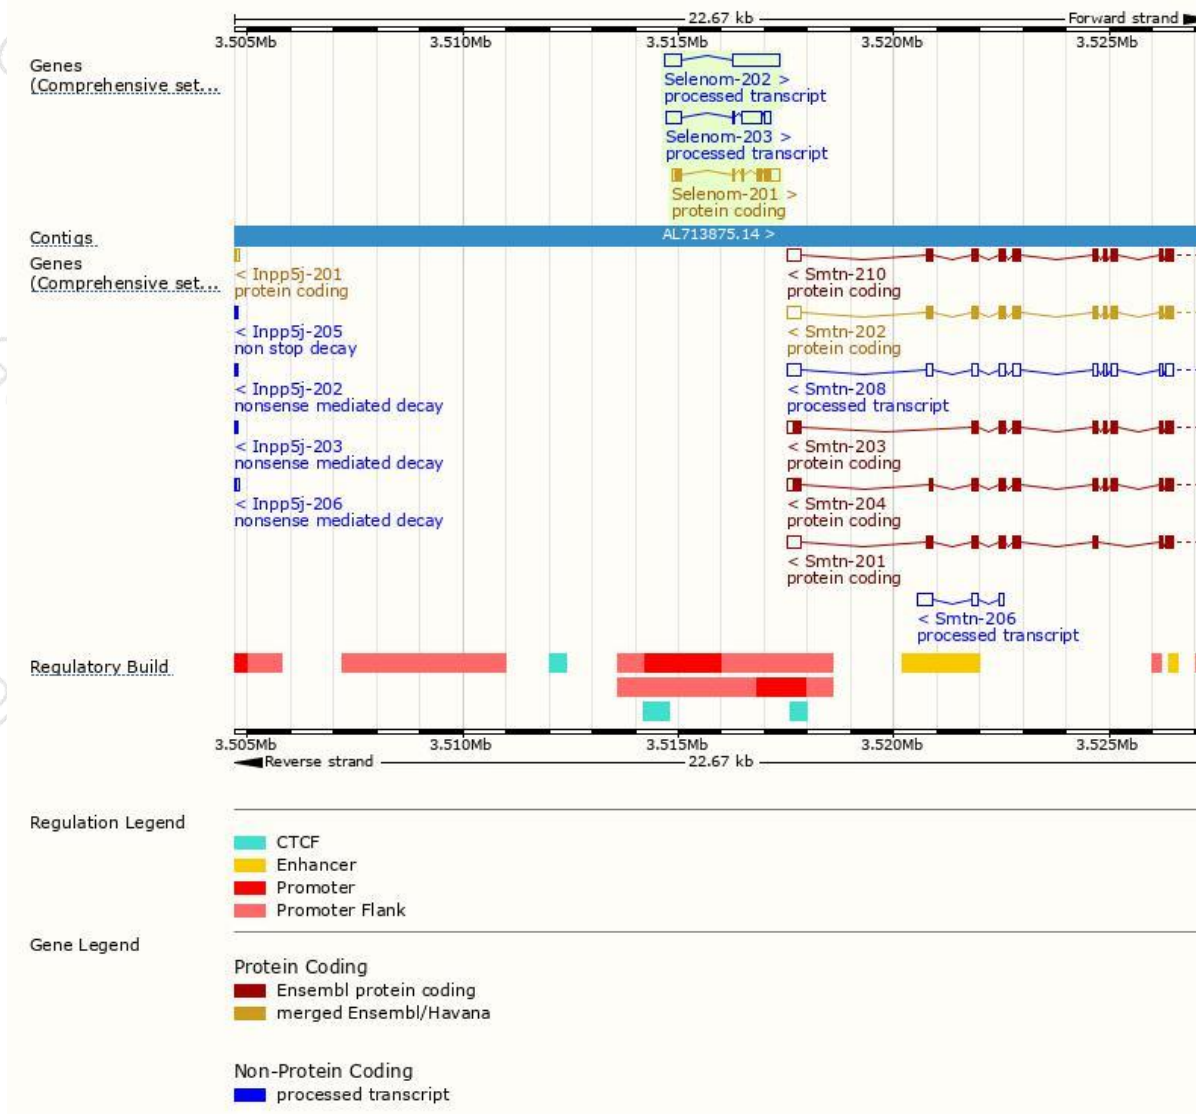 22.67 kb
Forward strand
3.505Mb 3.510Mb 3.515Mb 3.520Mb 3.525Mb
Genes
(Comprehensive set...
Selenom-202 >
processed transcript
Selenom-203 >
processed transcript
Selenom-201 >
protein coding
Contigs
AL713875.14 >
Genes
(Comprehensive set...
< Inpp5j-201
protein coding
< Inpp5j-205
non stop decay
< Inpp5j-202
nonsense mediated decay
< Inpp5j-203
nonsense mediated decay
< Inpp5j-206
nonsense mediated decay
< Smtn-210
protein coding
< Smtn-202
protein coding
< Smtn-208
processed transcript
< Smtn-203
protein coding
< Smtn-204
protein coding
< Smtn-201
protein coding
< Smtn-206
processed transcript
Regulatory Build
3.505Mb 3.510Mb 3.515Mb 3.520Mb 3.525Mb
Reverse strand
22.67 kb
Regulation Legend
CTCF
Enhancer
Promoter
Promoter Flank
Gene Legend
Protein Coding
Ensembl protein coding
merged Ensembl/Havana
Non-Protein Coding
processed transcript